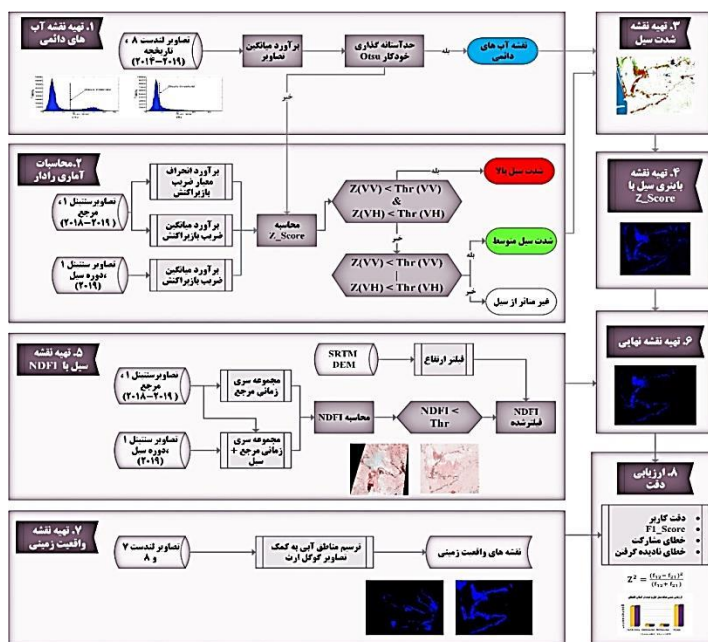 ۱. تهیه نقشه آب
های دائمی
تصاویر لندست ۸ ،
تاریخچه
(۲۰۱۴-۲۰۱۹)
برآورد میانگین
تصاویر
حدآستانه گذاری
خودکار Otsu
بله
نقشه آب های
دائمی
خیر
۲.محاسبات
آماری رادار
تصاویر سنتینل ۱ ،
مرجع
(۲۰۱۸-۲۰۱۹)
تصاویر سنتینل ۱
،دوره سیل
(۲۰۱۹)
برآورد انحراف
معیار ضریب
بازپراکنش
برآورد میانگین
ضریب بازپراکنش
برآورد میانگین
ضریب بازپراکنش
محاسبه
Z_Score
Z(VV) < Thr (VV)
&
Z(VH) < Thr (VH)
بله
شدت سیل بالا
خیر
Z(VV) < Thr (VV)
|
Z(VH) < Thr (VH)
بله
شدت سیل متوسط
خیر
غیر متاثر از سیل
۳. تهیه نقشه
شدت سیل
۴. تهیه نقشه
باینری سیل با
Z_Score
۵. تهیه نقشه
سیل با NDFI
تصاویر سنتینل ۱ ،
مرجع
(۲۰۱۸-۲۰۱۹)
تصاویر سنتینل ۱
،دوره سیل
(۲۰۱۹)
مجموعه سری
زمانی مرجع
مجموعه سری
زمانی مرجع +
سیل
SRTM
DEM
فیلتر ارتفاع
محاسبه NDFI
NDFI <
Thr
NDFI
فیلترشده
۶. تهیه نقشه نهایی
۷. تهیه نقشه
واقعیت زمینی
تصاویر لندست ۷
و ۸
ترسیم مناطق آبی به کمک
تصاویر گوگل ارث
نقشه های واقعیت زمینی
۸. ارزیابی
دقت
• دقت کاربر
• F1_Score
• خطای مشارکت
• خطای نادیده گرفتن
Z² = (f₁₂ − f₂₁)² / (f₁₂ + f₂₁)